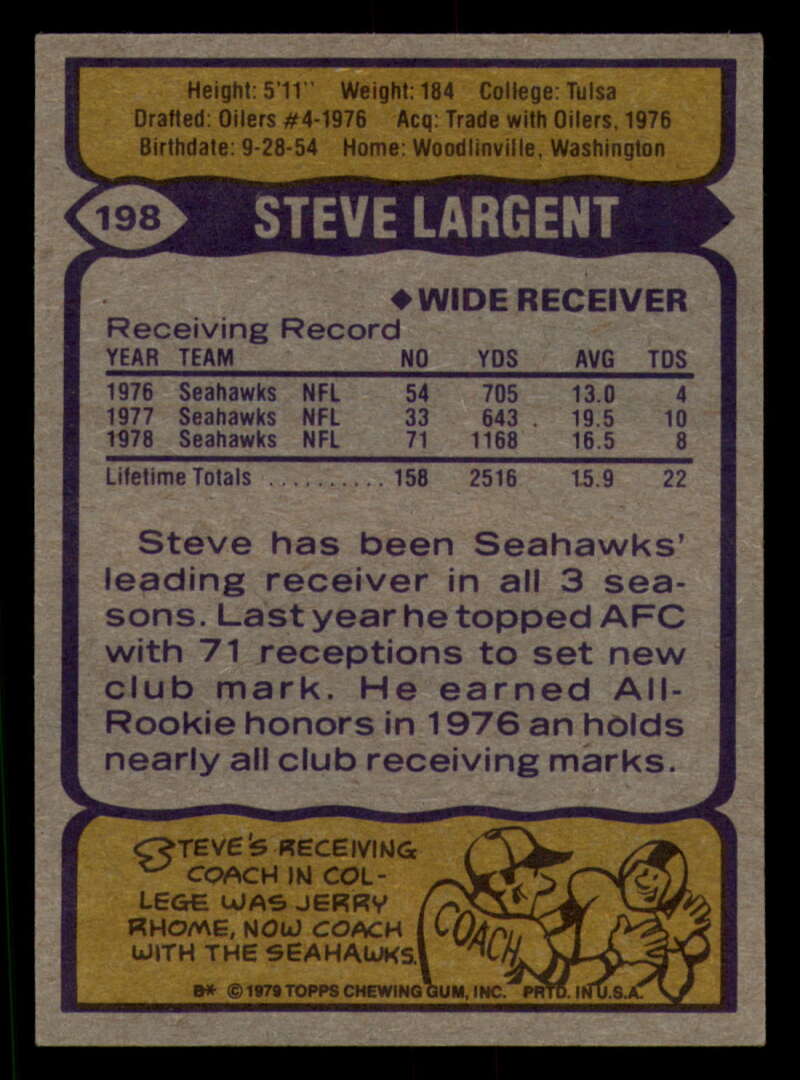 Height: 5'11" Weight: 184 College: Tulsa
Drafted: Oilers #4-1976 Acq: Trade with Oilers, 1976
Birthdate: 9-28-54 Home: Woodlinville, Washington
198 STEVE LARGENT
◆WIDE RECEIVER
Receiving Record
YEAR TEAM NO YDS AVG TDS
1976 Seahawks NFL 54 705 13.0 4
1977 Seahawks NFL 33 643 19.5 10
1978 Seahawks NFL 71 1168 16.5 8
Lifetime Totals .......... 158 2516 15.9 22
Steve has been Seahawks'
leading receiver in all 3 sea-
sons. Last year he topped AFC
with 71 receptions to set new
club mark. He earned All-
Rookie honors in 1976 an holds
nearly all club receiving marks.
STEVE'S RECEIVING
COACH IN COL-
LEGE WAS JERRY
RHOME, NOW COACH
WITH THE SEAHAWKS.
COACH
B* © 1979 TOPPS CHEWING GUM, INC. PRTD. IN U.S.A.